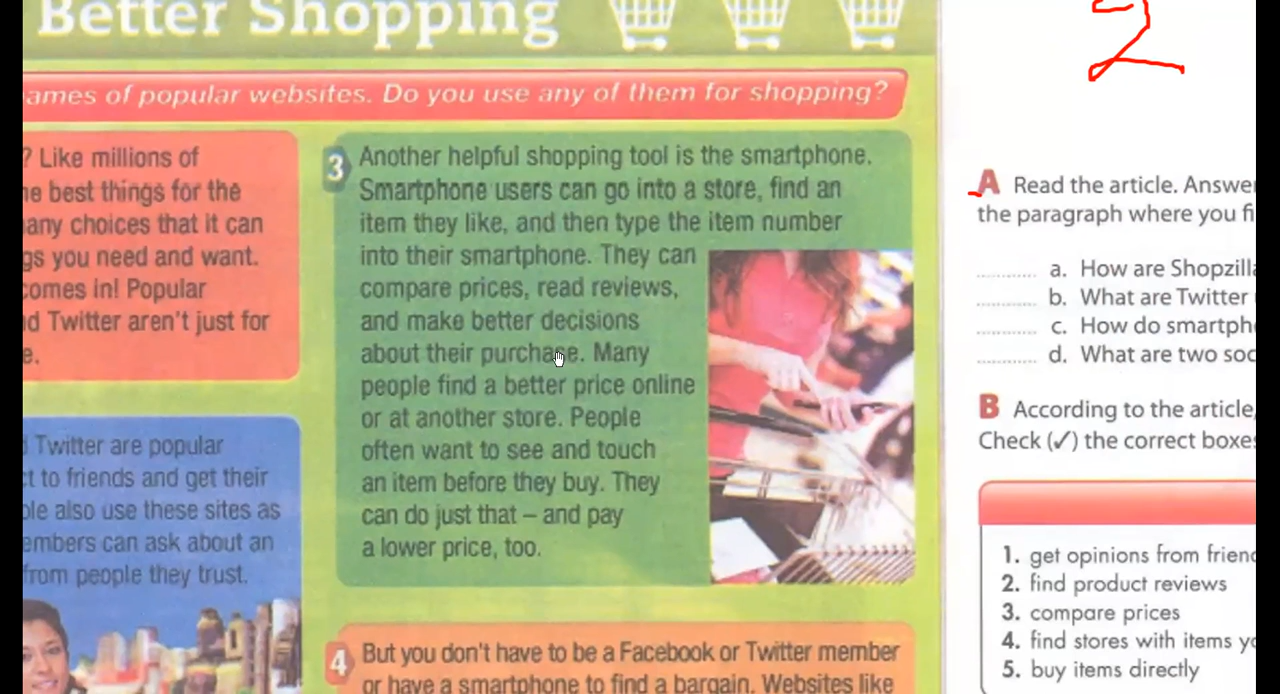 Better Shopping
2
ames of popular websites. Do you use any of them for shopping?
? Like millions of
e best things for the
any choices that it can
gs you need and want.
comes in! Popular
d Twitter aren't just for
e.
Twitter are popular
ct to friends and get their
ple also use these sites as
embers can ask about an
from people they trust.
3 Another helpful shopping tool is the smartphone.
Smartphone users can go into a store, find an
item they like, and then type the item number
into their smartphone. They can
compare prices, read reviews,
and make better decisions
about their purchase. Many
people find a better price online
or at another store. People
often want to see and touch
an item before they buy. They
can do just that – and pay
a lower price, too.
4 But you don't have to be a Facebook or Twitter member
or have a smartphone to find a bargain. Websites like
A Read the article. Answer
the paragraph where you fi
a. How are Shopzilla
b. What are Twitter
c. How do smartph
d. What are two soc
B According to the article,
Check (✓) the correct boxes
1. get opinions from friend
2. find product reviews
3. compare prices
4. find stores with items yo
5. buy items directly